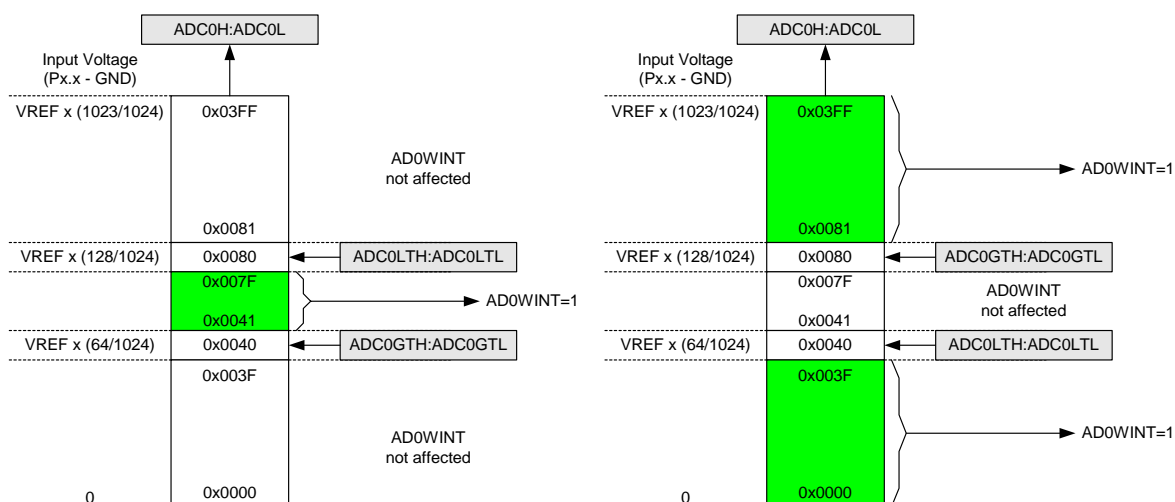 ADC0H:ADC0L
Input Voltage
(Px.x - GND)
VREF x (1023/1024)
0x03FF
AD0WINT
not affected
0x0081
VREF x (128/1024)
0x0080
ADC0LTH:ADC0LTL
0x007F
AD0WINT=1
0x0041
VREF x (64/1024)
0x0040
ADC0GTH:ADC0GTL
0x003F
AD0WINT
not affected
0
0x0000
ADC0H:ADC0L
Input Voltage
(Px.x - GND)
VREF x (1023/1024)
0x03FF
AD0WINT=1
0x0081
VREF x (128/1024)
0x0080
ADC0GTH:ADC0GTL
0x007F
AD0WINT
not affected
0x0041
VREF x (64/1024)
0x0040
ADC0LTH:ADC0LTL
0x003F
AD0WINT=1
0
0x0000